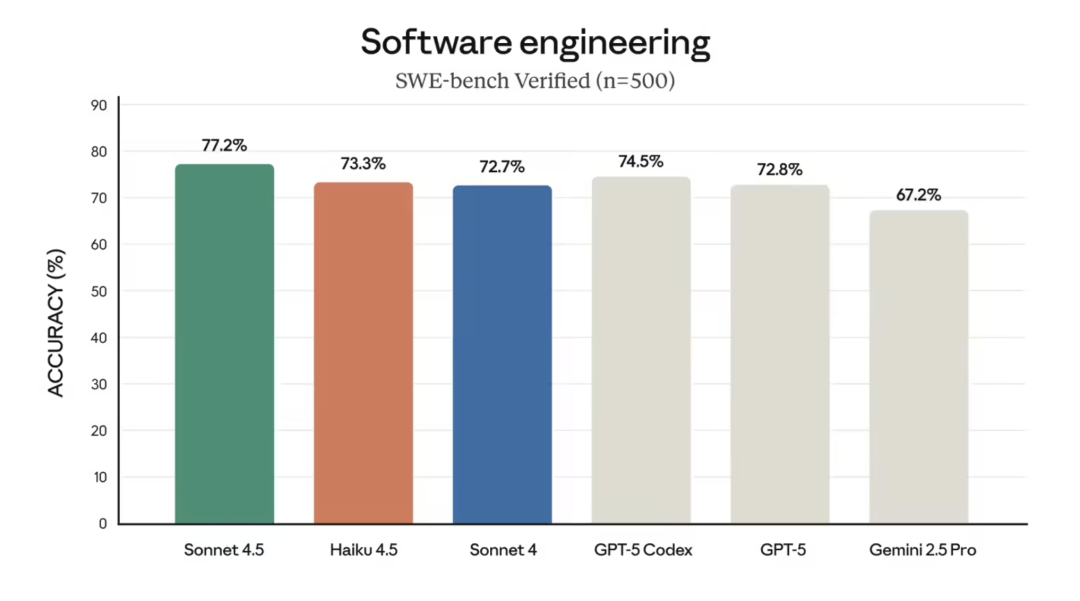 Software engineering
SWE-bench Verified (n=500)
ACCURACY (%)
90
80
70
60
50
40
30
20
10
0
77.2%
73.3%
72.7%
74.5%
72.8%
67.2%
Sonnet 4.5
Haiku 4.5
Sonnet 4
GPT-5 Codex
GPT-5
Gemini 2.5 Pro